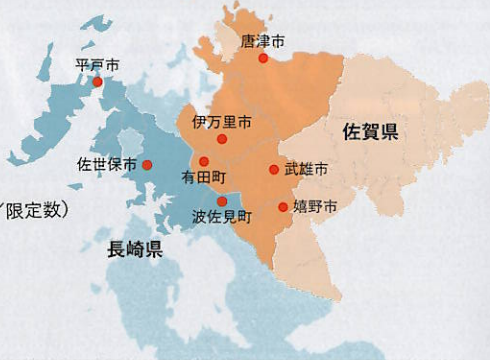 唐津市
平戸市
伊万里市
佐賀県
佐世保市
有田町
武雄市
/限定数)
波佐見町
嬉野市
長崎県